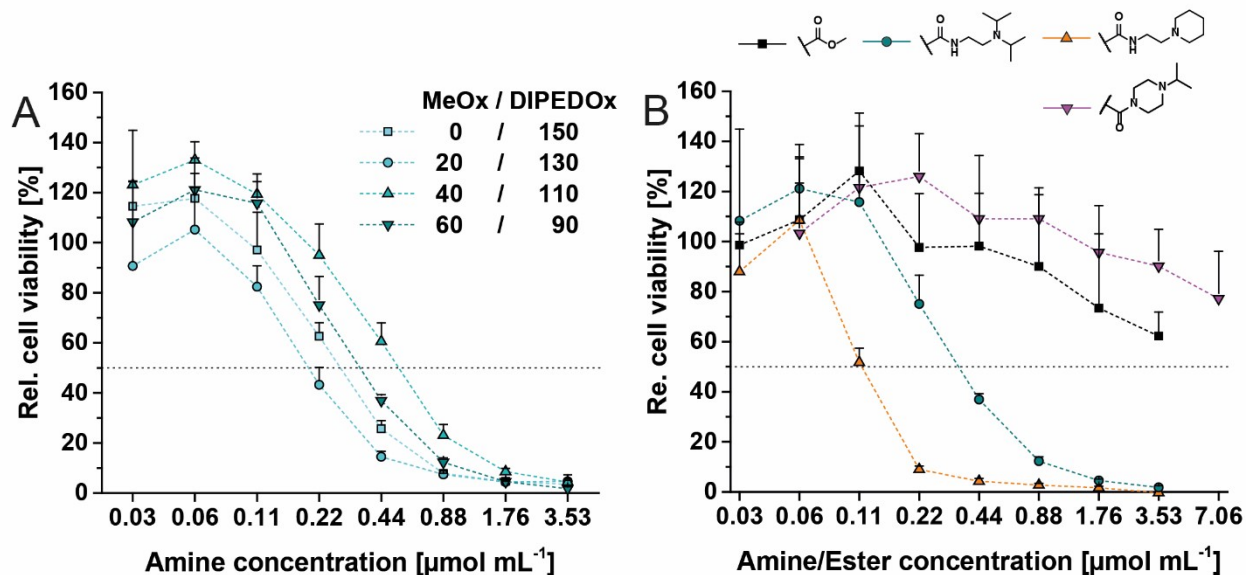 A
MeOx / DIPEDOx
0 / 150
20 / 130
40 / 110
60 / 90
160
140
120
100
80
60
40
20
0
Rel. cell viability [%]
0.03 0.06 0.11 0.22 0.44 0.88 1.76 3.53
Amine concentration [µmol mL⁻¹]
B
O
O
O
N
H
N
O
N
H
N
N
N
O
160
140
120
100
80
60
40
20
0
Re. cell viability [%]
0.03 0.06 0.11 0.22 0.44 0.88 1.76 3.53 7.06
Amine/Ester concentration [µmol mL⁻¹]